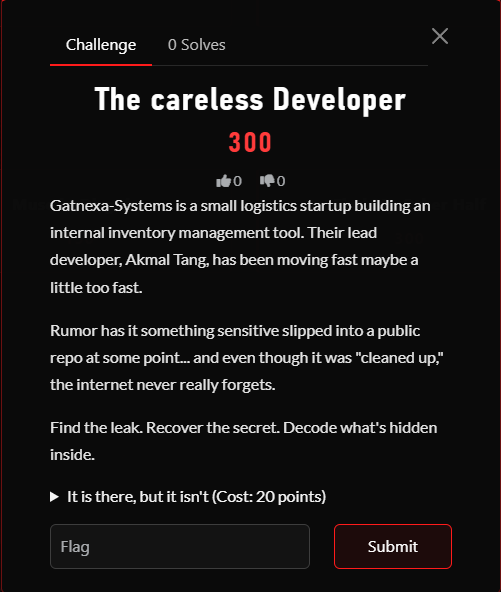 Challenge
0 Solves
The careless Developer
300
0 0
Gatnexa-Systems is a small logistics startup building an
internal inventory management tool. Their lead
developer, Akmal Tang, has been moving fast maybe a
little too fast.
Rumor has it something sensitive slipped into a public
repo at some point... and even though it was "cleaned up,"
the internet never really forgets.
Find the leak. Recover the secret. Decode what's hidden
inside.
It is there, but it isn't (Cost: 20 points)
Flag
Submit